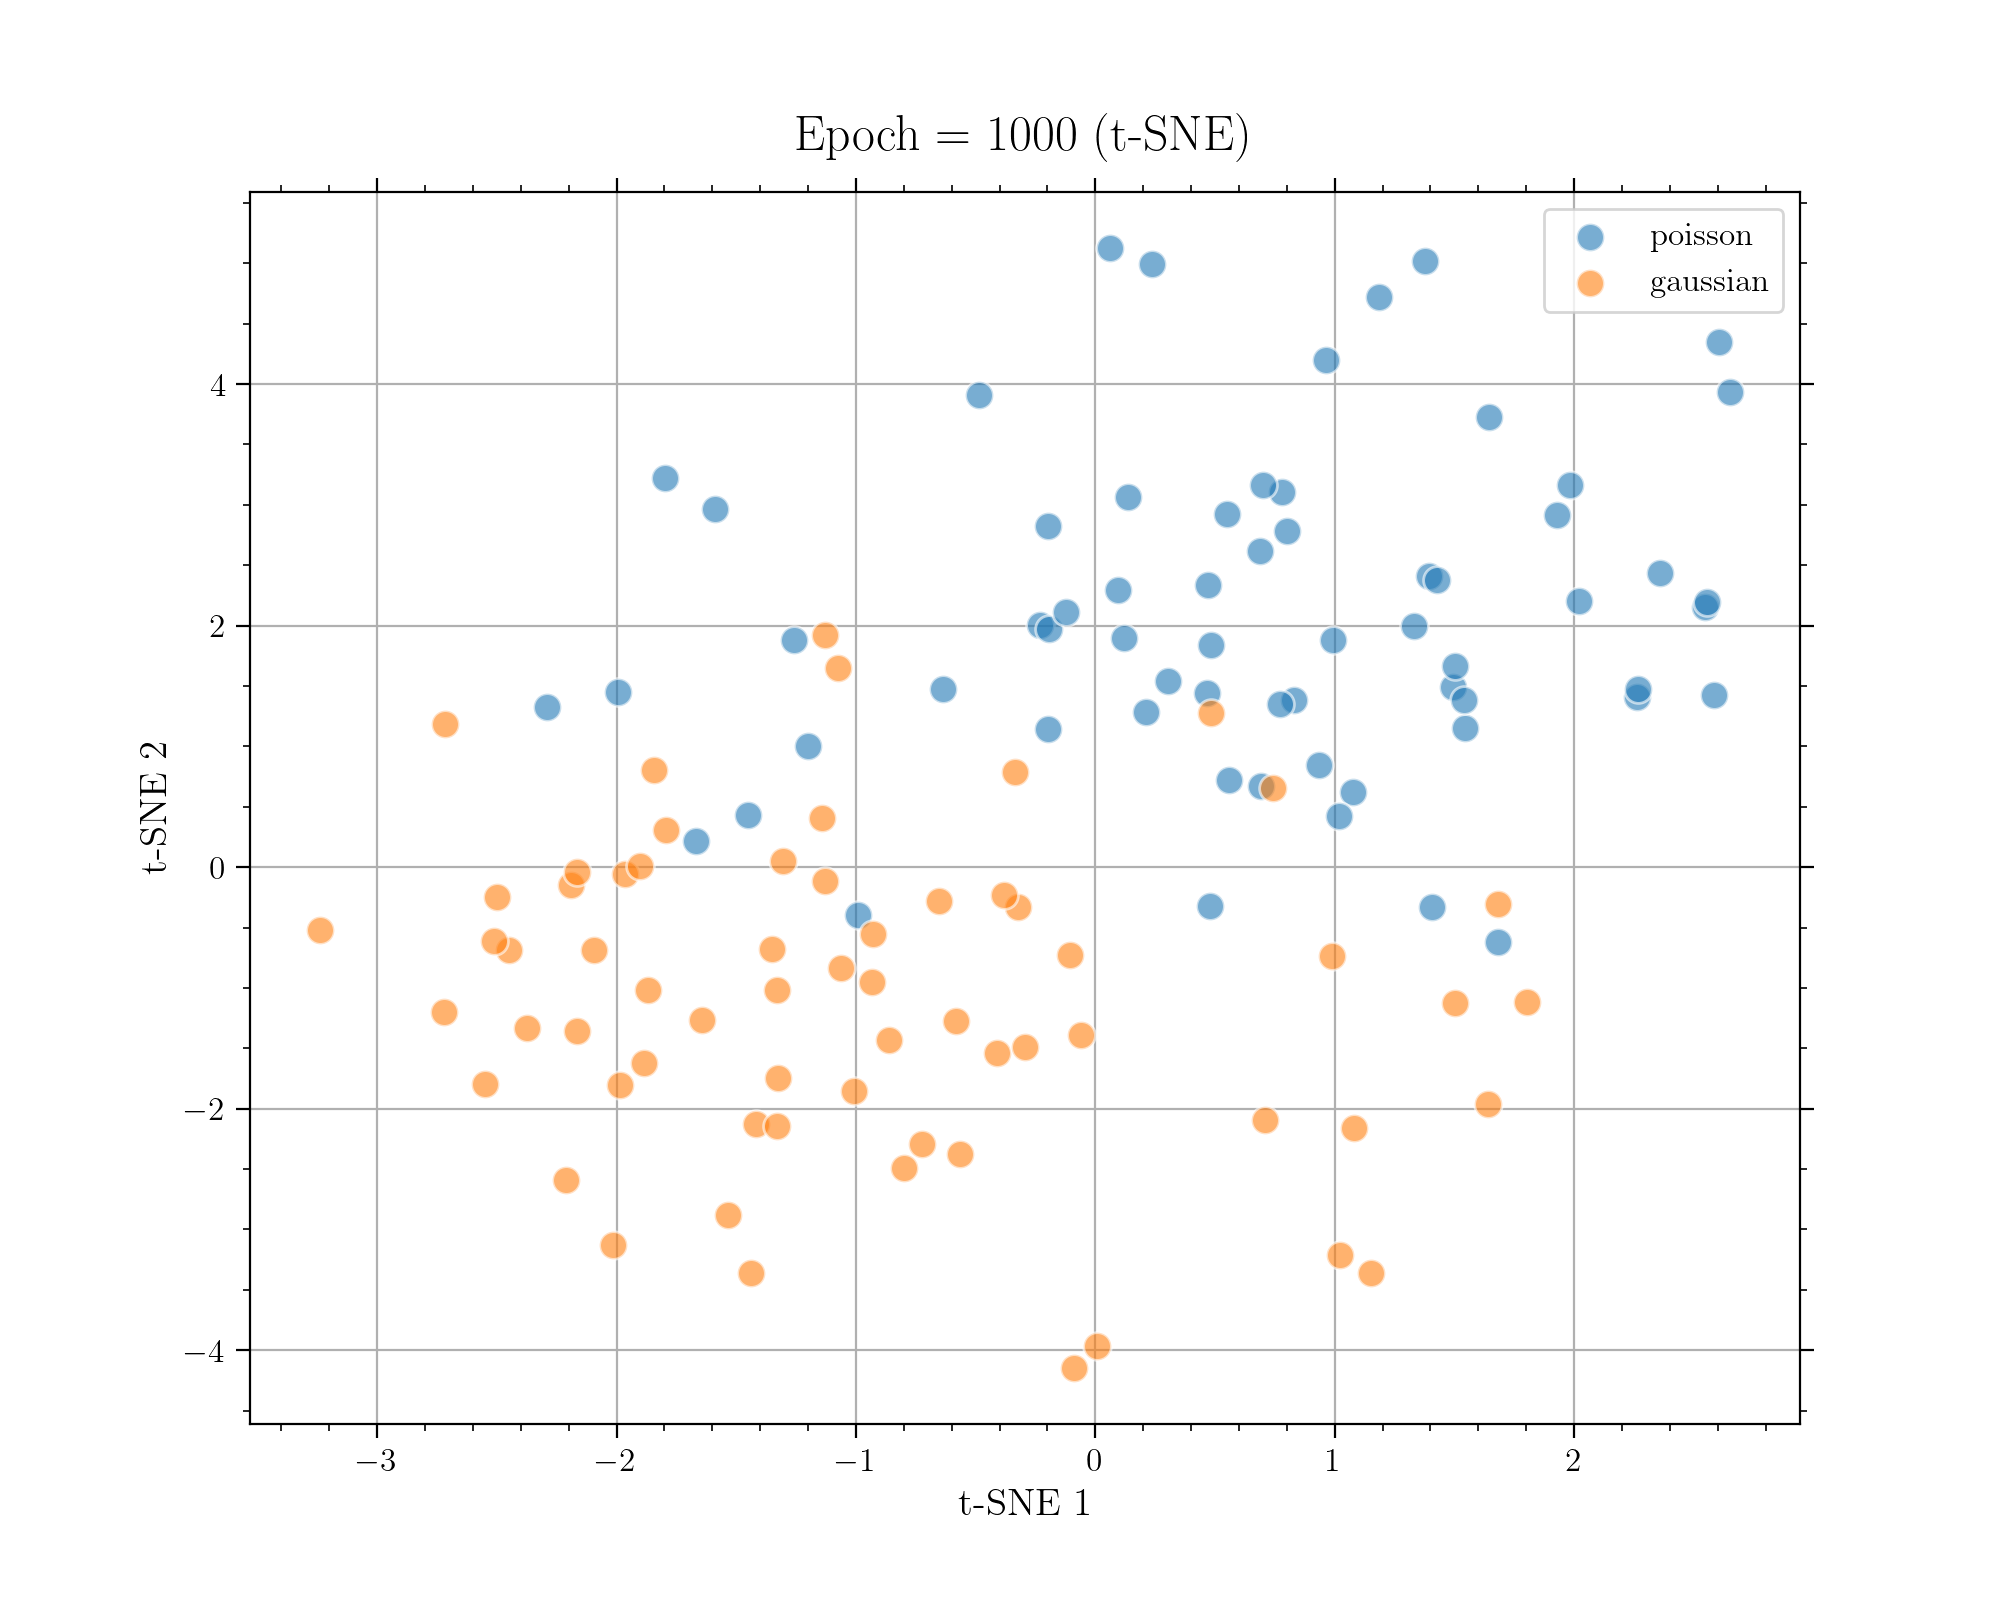 Epoch = 1000 (t-SNE)
poisson
gaussian
4
2
0
−2
−4
t-SNE 2
−3
−2
−1
0
1
2
t-SNE 1